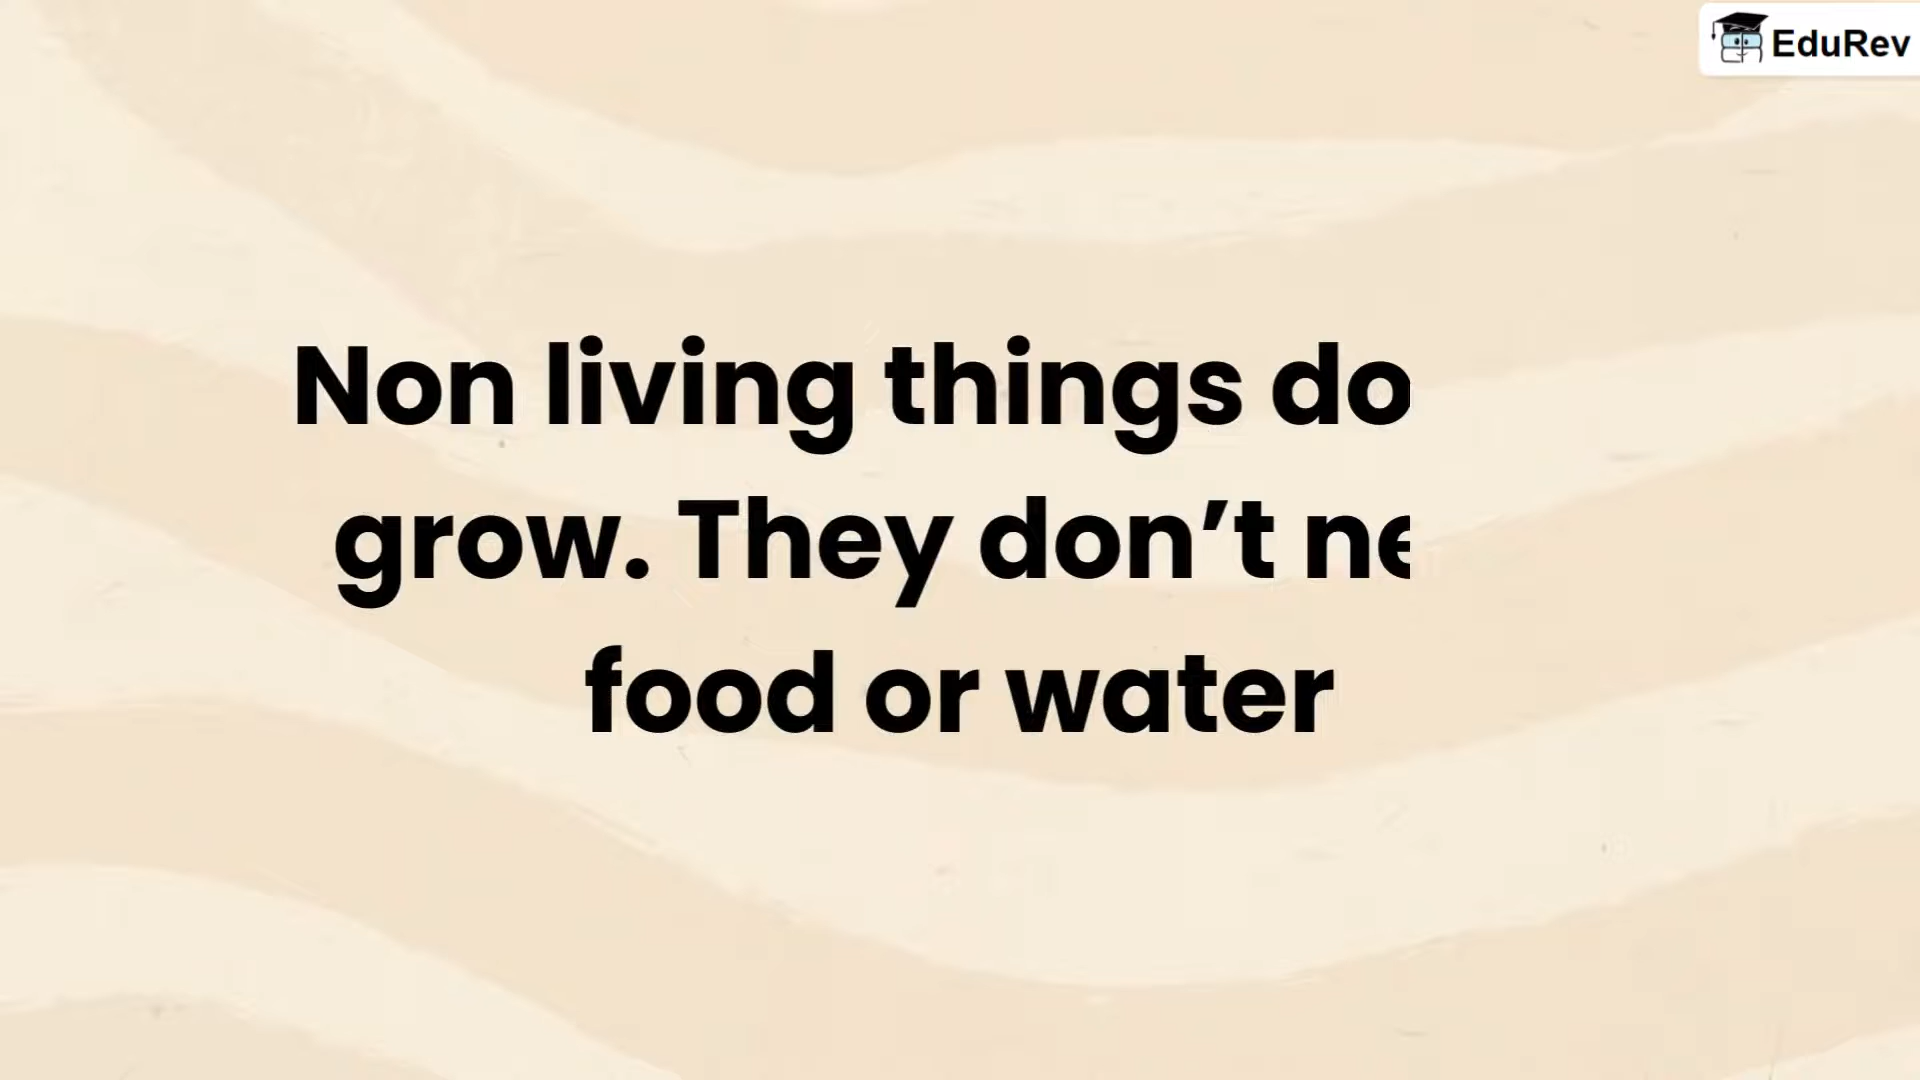 EduRev
Non living things do
grow. They don’t
food or water